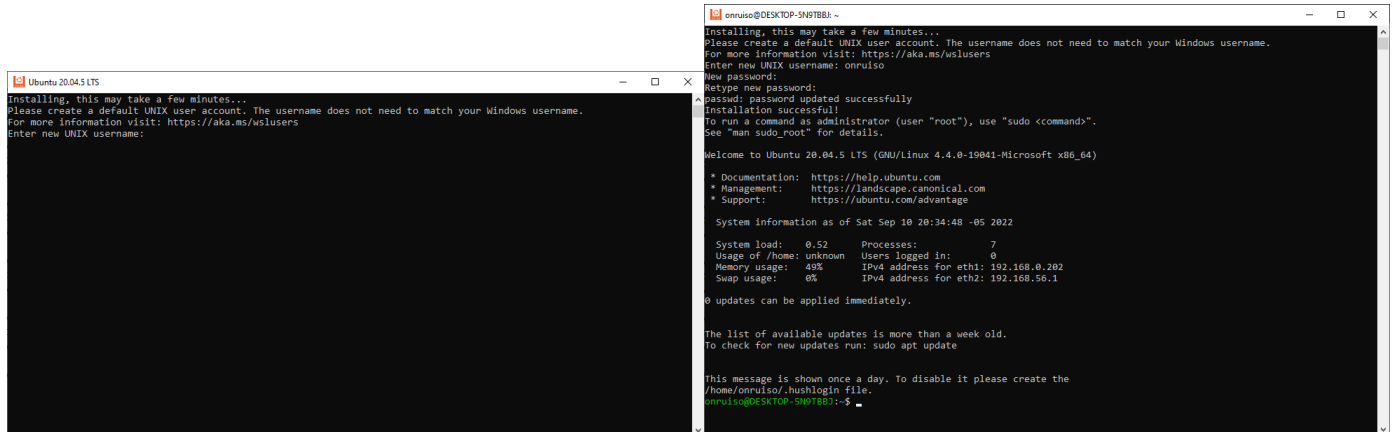 Ubuntu 20.04.5 LTS
Installing, this may take a few minutes...
Please create a default UNIX user account. The username does not need to match your Windows username.
For more information visit: https://aka.ms/wslusers
Enter new UNIX username:
onruiso@DESKTOP-5N9TBBJ: ~
Installing, this may take a few minutes...
Please create a default UNIX user account. The username does not need to match your Windows username.
For more information visit: https://aka.ms/wslusers
Enter new UNIX username: onruiso
New password:
Retype new password:
passwd: password updated successfully
Installation successful!
To run a command as administrator (user "root"), use "sudo <command>".
See "man sudo_root" for details.
Welcome to Ubuntu 20.04.5 LTS (GNU/Linux 4.4.0-19041-Microsoft x86_64)
* Documentation: https://help.ubuntu.com
* Management: https://landscape.canonical.com
* Support: https://ubuntu.com/advantage
System information as of Sat Sep 10 20:34:48 -05 2022
System load: 0.52 Processes: 7
Usage of /home: unknown Users logged in: 0
Memory usage: 49% IPv4 address for eth1: 192.168.0.202
Swap usage: 0% IPv4 address for eth2: 192.168.56.1
0 updates can be applied immediately.
The list of available updates is more than a week old.
To check for new updates run: sudo apt update
This message is shown once a day. To disable it please create the
/home/onruiso/.hushlogin file.
onruiso@DESKTOP-5N9TBBJ:~$